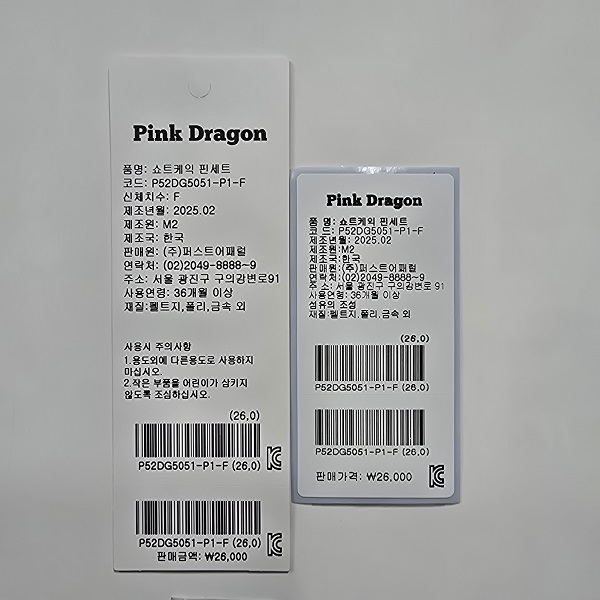 Pink Dragon
품명: 쇼트케익 핀세트
코드: P52DG5051-P1-F
신체치수: F
제조년월: 2025.02
제조원: M2
제조국: 한국
판매원: (주)퍼스트어패럴
연락처: (02)2049-8888~9
주소: 서울 광진구 구의강변로91
사용연령: 36개월 이상
재질:펠트지,폴리,금속 외
사용시 주의사항
1.용도외에 다른용도로 사용하지
마십시오.
2.작은 부품을 어린이가 삼키지
않도록 조심하십시오.
(26.0)
P52DG5051-P1-F (26.0)
P52DG5051-P1-F (26.0)
판매금액: ₩26,000
Pink Dragon
품 명: 쇼트케익 핀세트
코드: P52DG5051-P1-F
제조년월: 2025.02
제조원:M2
제조국:한국
판매원:(주)퍼스트어패럴
연락처:(02)2049-8888~9
주소: 서울 광진구 구의강변로 91
사용연령: 36개월 이상
섬유의 조성
재질:펠트지,폴리,금속 외
(26.0)
P52DG5051-P1-F (26.0)
P52DG5051-P1-F (26.0)
판매가격: ₩26,000